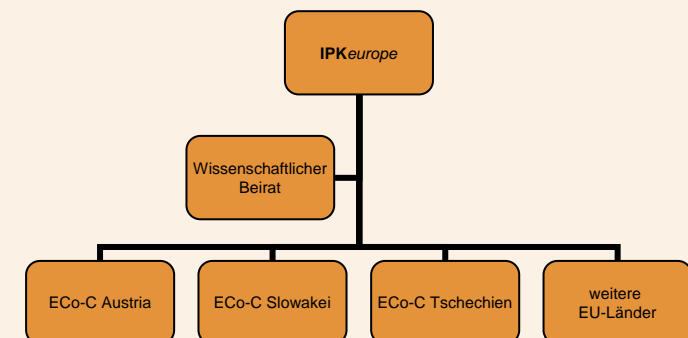 IPKeurope
Wissenschaftlicher
Beirat
ECo-C Austria
ECo-C Slowakei
ECo-C Tschechien
weitere
EU-Länder